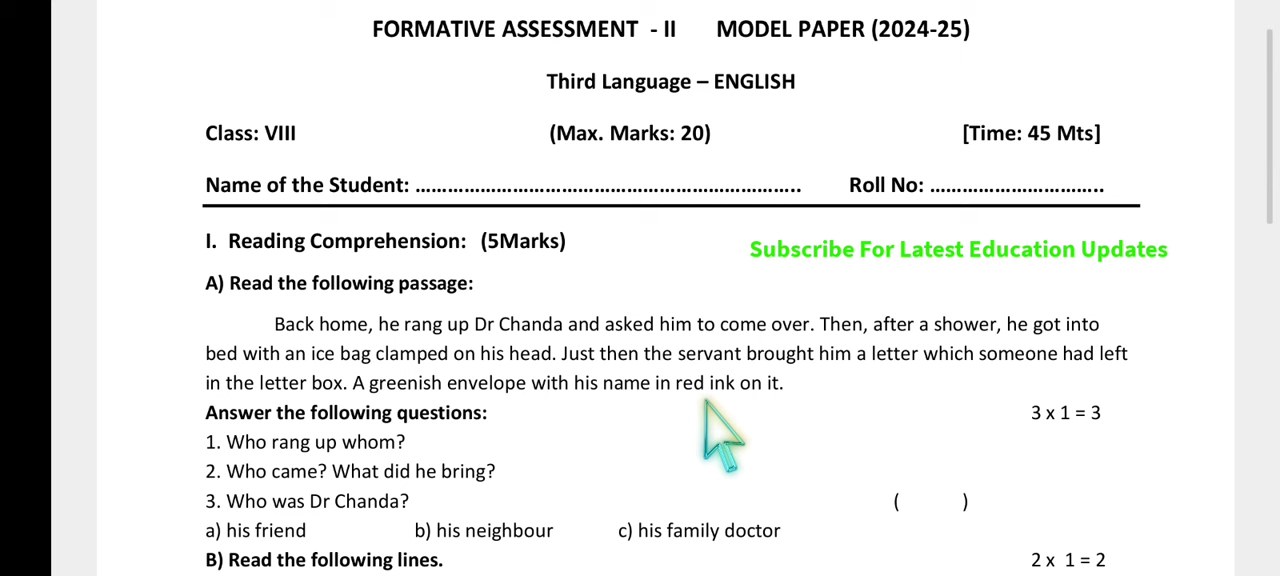 FORMATIVE ASSESSMENT - II MODEL PAPER (2024-25)
Third Language – ENGLISH
Class: VIII (Max. Marks: 20) [Time: 45 Mts]
Name of the Student: ……………………………………………………………….. Roll No: ……………………………..
I. Reading Comprehension: (5Marks)
Subscribe For Latest Education Updates
A) Read the following passage:
Back home, he rang up Dr Chanda and asked him to come over. Then, after a shower, he got into
bed with an ice bag clamped on his head. Just then the servant brought him a letter which someone had left
in the letter box. A greenish envelope with his name in red ink on it.
Answer the following questions: 3 x 1 = 3
1. Who rang up whom?
2. Who came? What did he bring?
3. Who was Dr Chanda? ( )
a) his friend b) his neighbour c) his family doctor
B) Read the following lines. 2 x 1 = 2